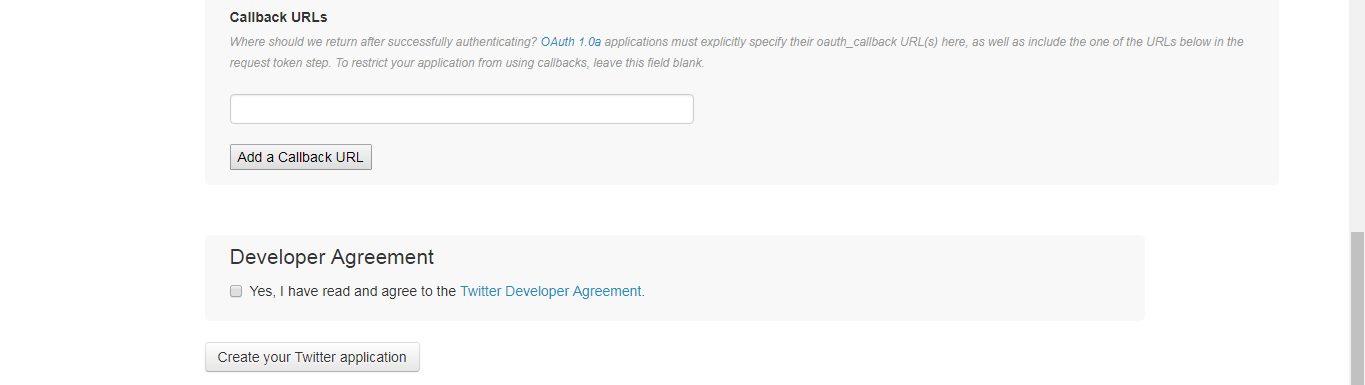 Callback URLs
Where should we return after successfully authenticating? OAuth 1.0a applications must explicitly specify their oauth_callback URL(s) here, as well as include the one of the URLs below in the
request token step. To restrict your application from using callbacks, leave this field blank.
Add a Callback URL
Developer Agreement
Yes, I have read and agree to the Twitter Developer Agreement.
Create your Twitter application